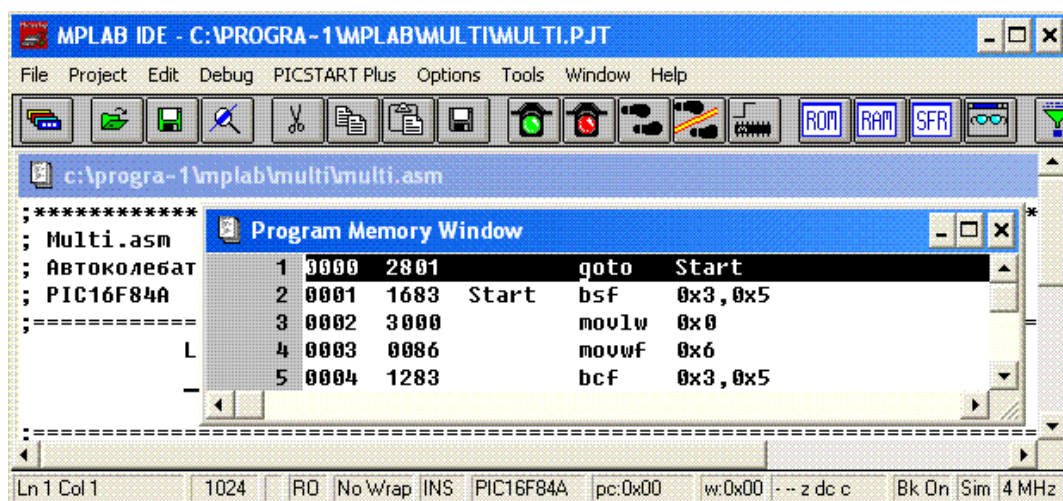 MPLAB IDE - C:\PROGRA~1\MPLAB\MULTI\MULTI.PJT
File Project Edit Debug PICSTART Plus Options Tools Window Help
ROM RAM SFR
c:\progra~1\mplab\multi\multi.asm
;************ *
; Multi.asm
; Автоколебат
; PIC16F84A
;============ =
L
_
;==========================================================
Program Memory Window
1 0000 2801 goto Start
2 0001 1683 Start bsf 0x3,0x5
3 0002 3000 movlw 0x0
4 0003 0086 movwf 0x6
5 0004 1283 bcf 0x3,0x5
Ln 1 Col 1 1024 RO No Wrap INS PIC16F84A pc:0x00 w:0x00 - -- z dc c Bk On Sim 4 MHz